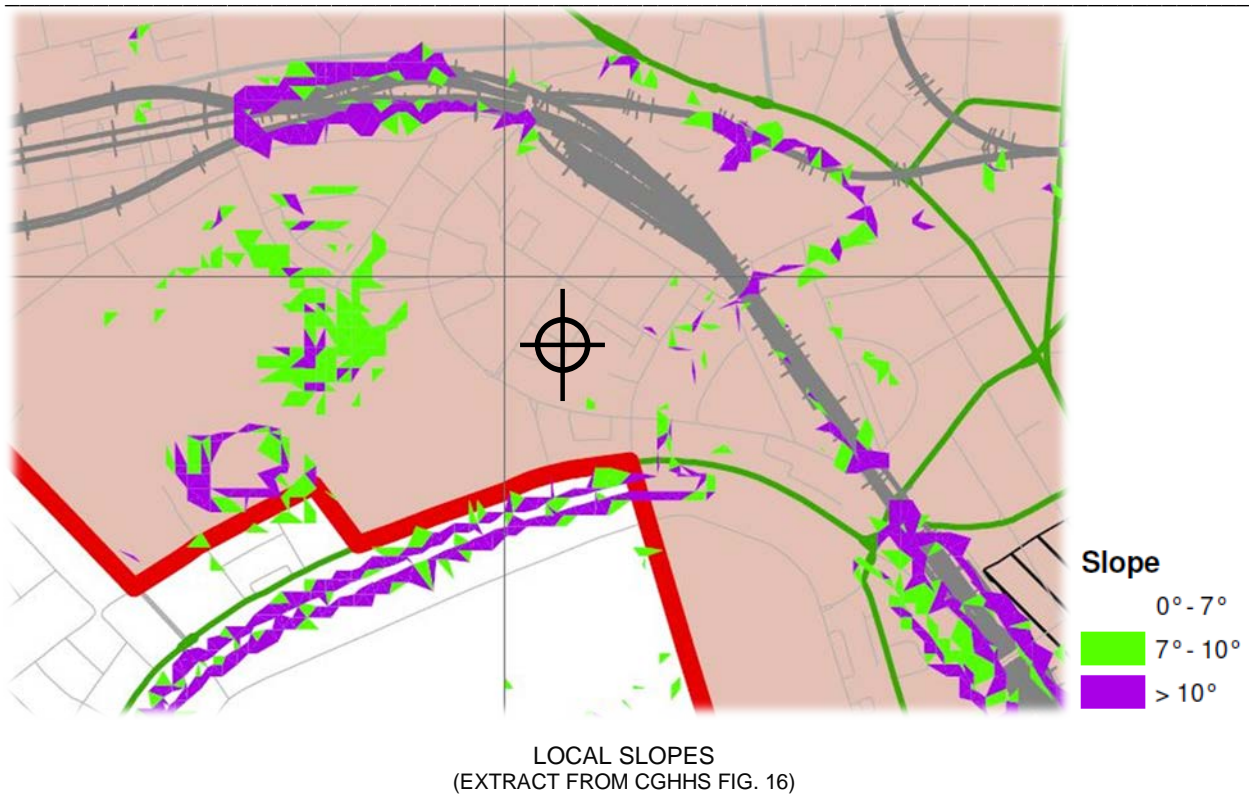 Slope
0°- 7°
7°- 10°
> 10°
LOCAL SLOPES
(EXTRACT FROM CGHHS FIG. 16)